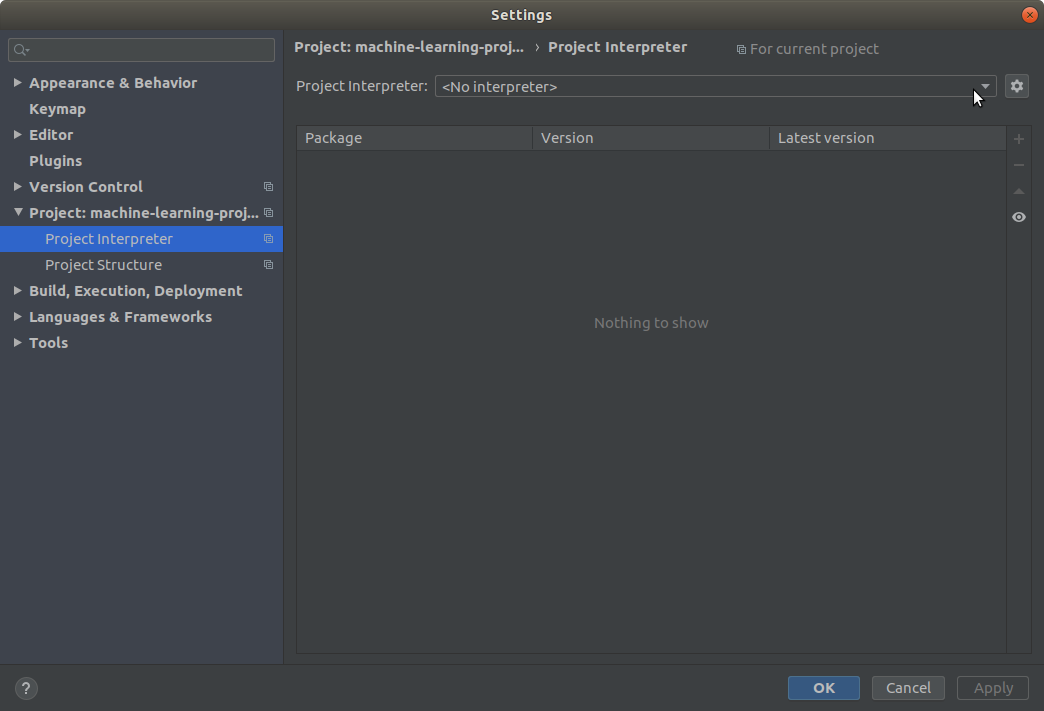 Settings
Project: machine-learning-proj... › Project Interpreter For current project
Appearance & Behavior
Keymap
Editor
Plugins
Version Control
Project: machine-learning-proj...
Project Interpreter
Project Structure
Build, Execution, Deployment
Languages & Frameworks
Tools
Project Interpreter: <No interpreter>
Package Version Latest version
Nothing to show
? OK Cancel Apply